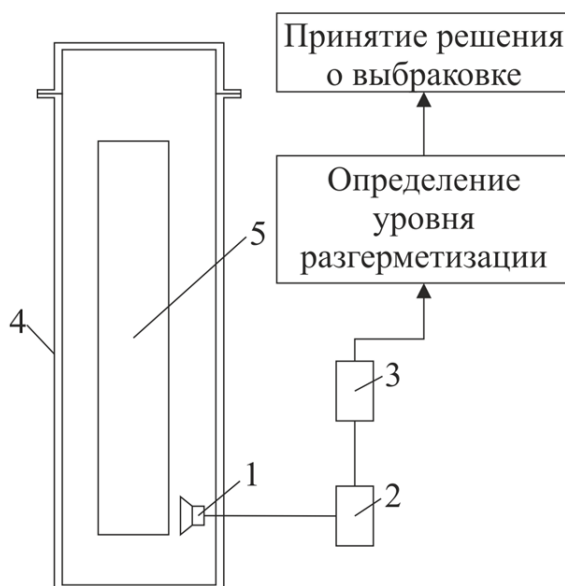 Принятие решения
о выбраковке
Определение
уровня
разгерметизации
5
4
3
1
2